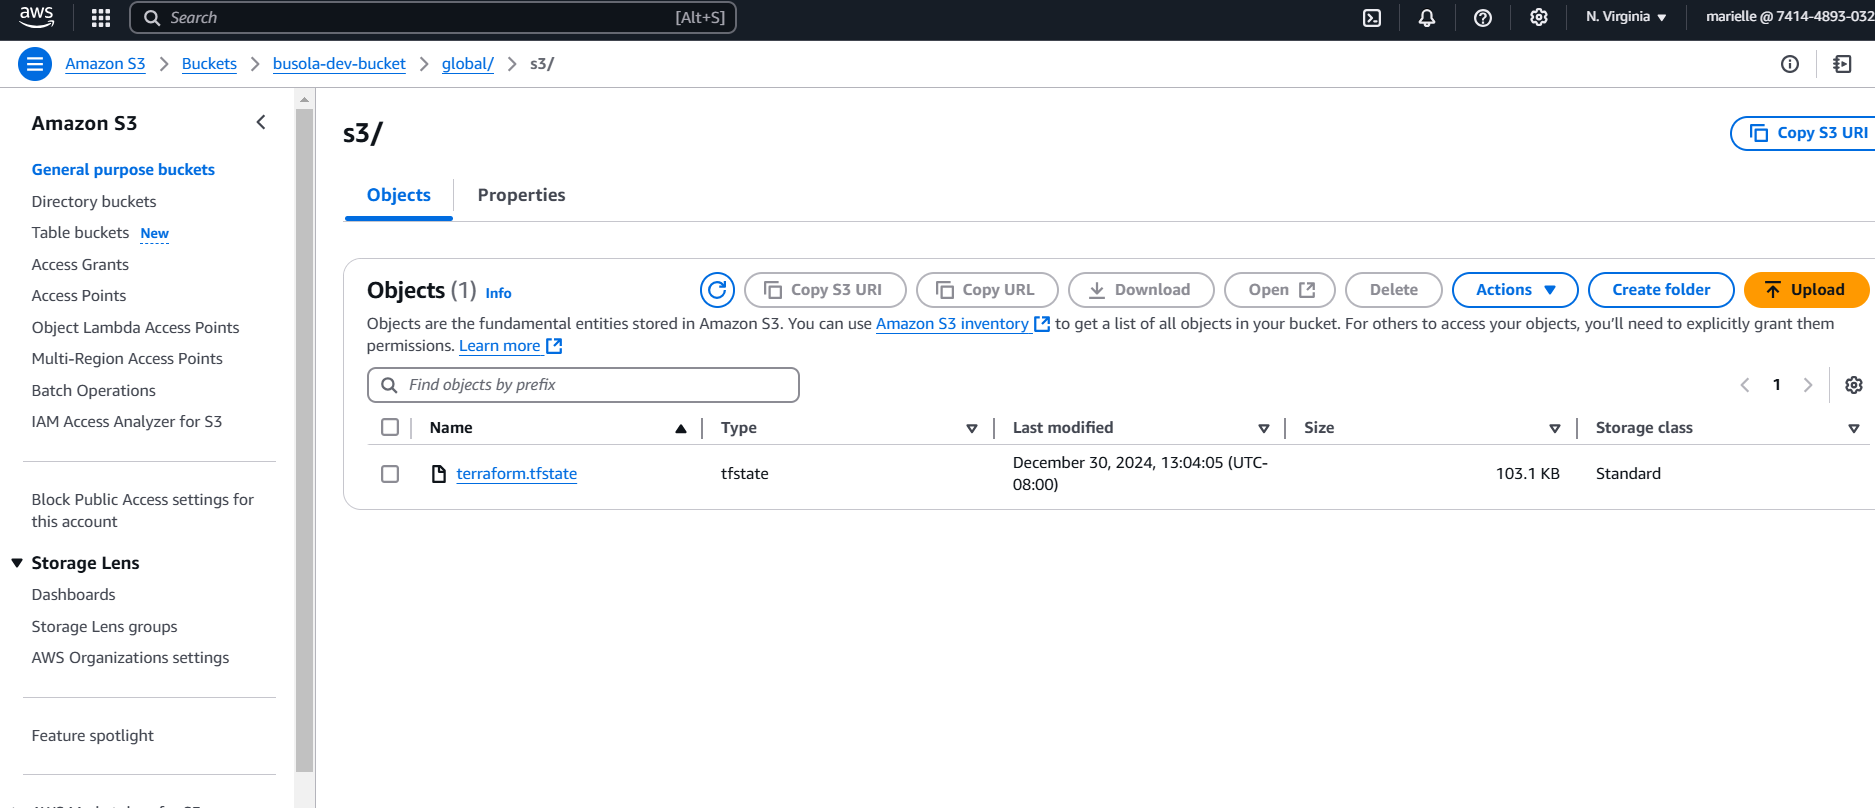 aws
Search [Alt+S]
N. Virginia
marielle @ 7414-4893-032
Amazon S3
Buckets
busola-dev-bucket
global/
s3/
Amazon S3
General purpose buckets
Directory buckets
Table buckets New
Access Grants
Access Points
Object Lambda Access Points
Multi-Region Access Points
Batch Operations
IAM Access Analyzer for S3
Block Public Access settings for
this account
Storage Lens
Dashboards
Storage Lens groups
AWS Organizations settings
Feature spotlight
s3/
Copy S3 URI
Objects
Properties
Objects (1) Info
Copy S3 URI
Copy URL
Download
Open
Delete
Actions
Create folder
Upload
Objects are the fundamental entities stored in Amazon S3. You can use Amazon S3 inventory to get a list of all objects in your bucket. For others to access your objects, you'll need to explicitly grant them
permissions. Learn more
Find objects by prefix
1
Name
Type
Last modified
Size
Storage class
terraform.tfstate
tfstate
December 30, 2024, 13:04:05 (UTC-
08:00)
103.1 KB
Standard